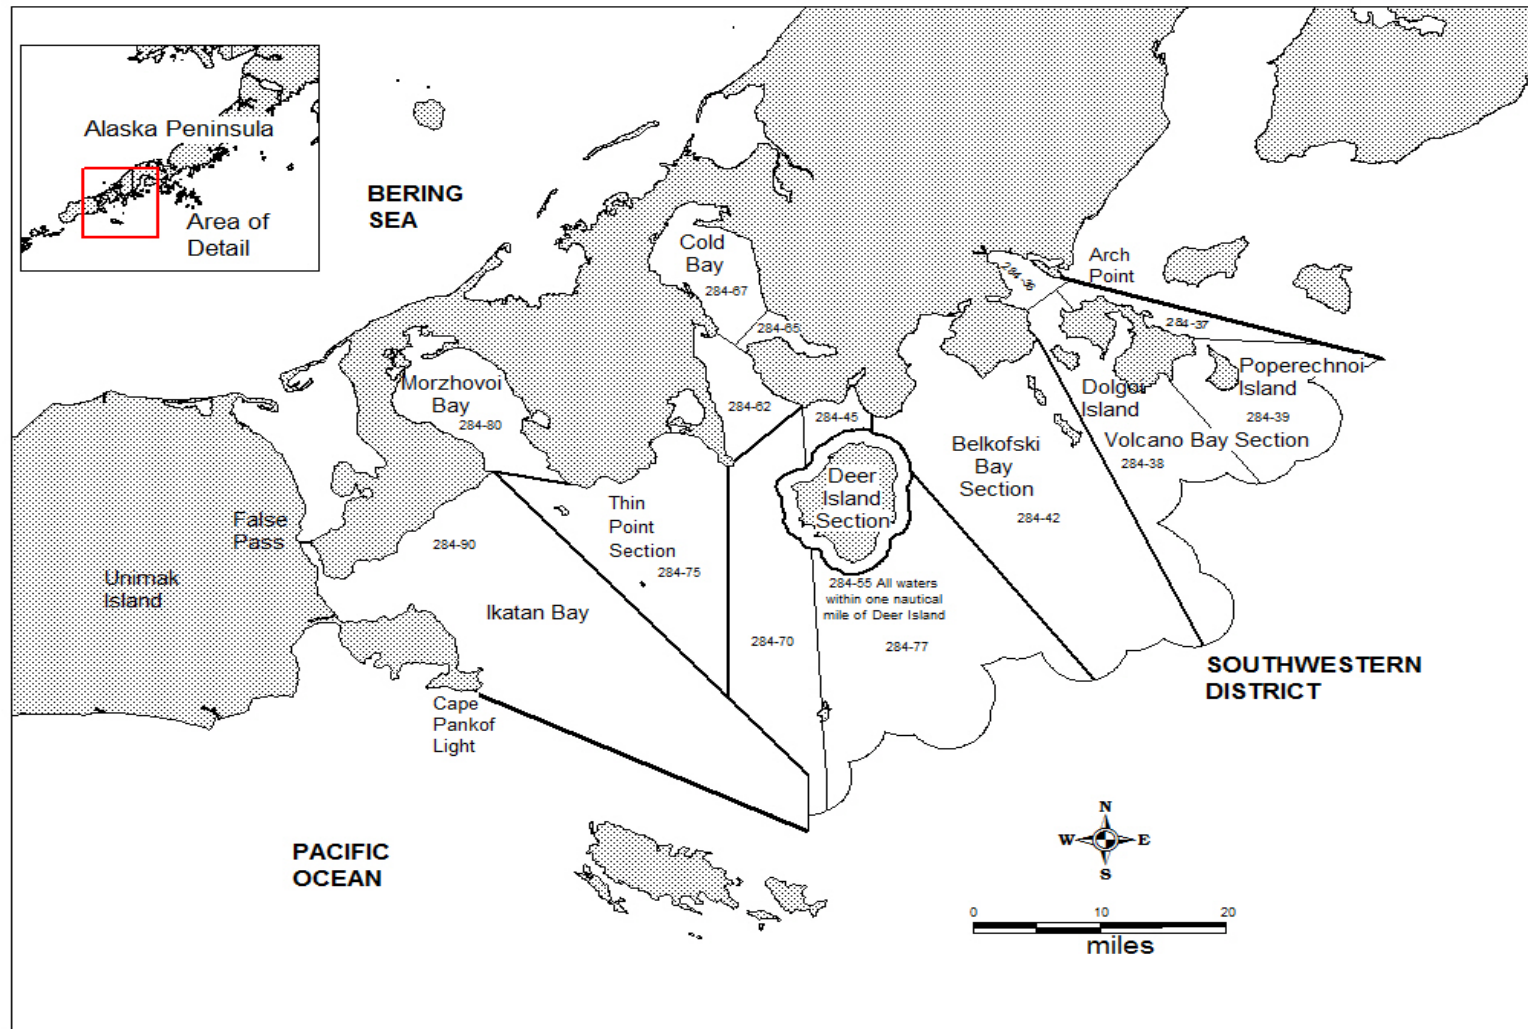 Alaska Peninsula
Area of
Detail
BERING
SEA
Cold
Bay
284-67
284-65
284-36
Arch
Point
284-37
Morzhovoi
Bay
284-80
284-62
284-45
Poperechnoi
Island
284-39
Dolgoi
Island
Volcano Bay Section
284-38
Belkofski
Bay
Section
284-42
Deer
Island
Section
Thin
Point
Section
284-75
False
Pass
284-90
Unimak
Island
Ikatan Bay
284-55 All waters
within one nautical
mile of Deer Island
284-70
284-77
SOUTHWESTERN
DISTRICT
Cape
Pankof
Light
PACIFIC
OCEAN
N
W E
S
0 10 20
miles